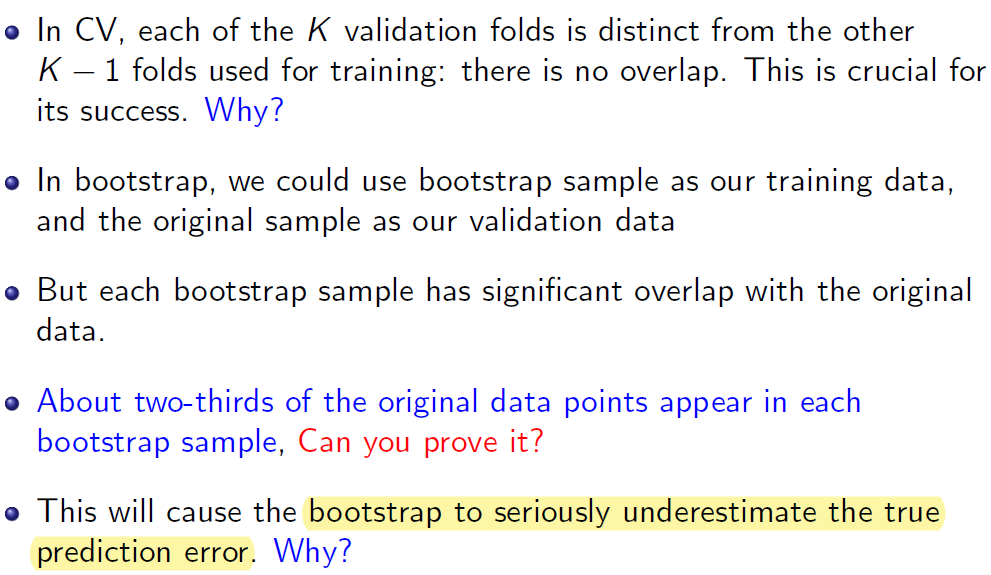 In CV, each of the K validation folds is distinct from the other
K − 1 folds used for training: there is no overlap. This is crucial for
its success. Why?
In bootstrap, we could use bootstrap sample as our training data,
and the original sample as our validation data
But each bootstrap sample has significant overlap with the original
data.
About two-thirds of the original data points appear in each
bootstrap sample, Can you prove it?
This will cause the bootstrap to seriously underestimate the true
prediction error. Why?